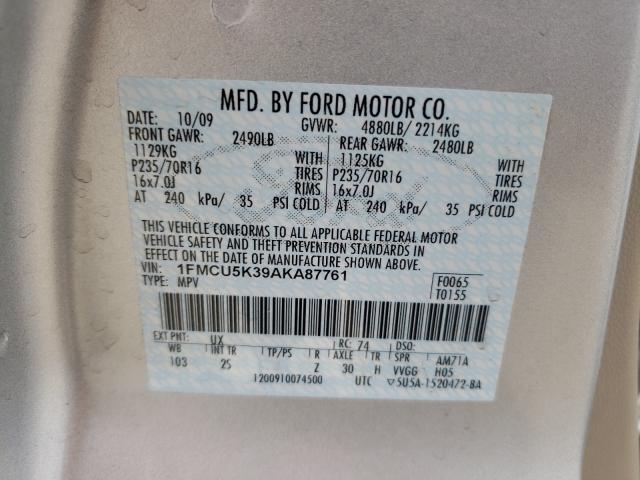 MFD. BY FORD MOTOR CO.
DATE: 10/09 GVWR: 4880LB/ 2214KG
FRONT GAWR: 2490LB REAR GAWR: 2480LB
1129KG WITH 1125KG WITH
P235/70R16 TIRES P235/70R16 TIRES
16x7.0J RIMS 16x7.0J RIMS
AT 240 kPa/ 35 PSI COLD AT 240 kPa/ 35 PSI COLD
THIS VEHICLE CONFORMS TO ALL APPLICABLE FEDERAL MOTOR
VEHICLE SAFETY AND THEFT PREVENTION STANDARDS IN
EFFECT ON THE DATE OF MANUFACTURE SHOWN ABOVE.
VIN: 1FMCU5K39AKA87761 F0065
TYPE: MPV T0155
EXT PNT: UX RC: 74 DSO:
WB INT TR TP/PS R AXLE TR SPR AM71A
103 2S Z 30 H VVGG H05
1200910074500 UTC ▽5U5A-1520472-BA